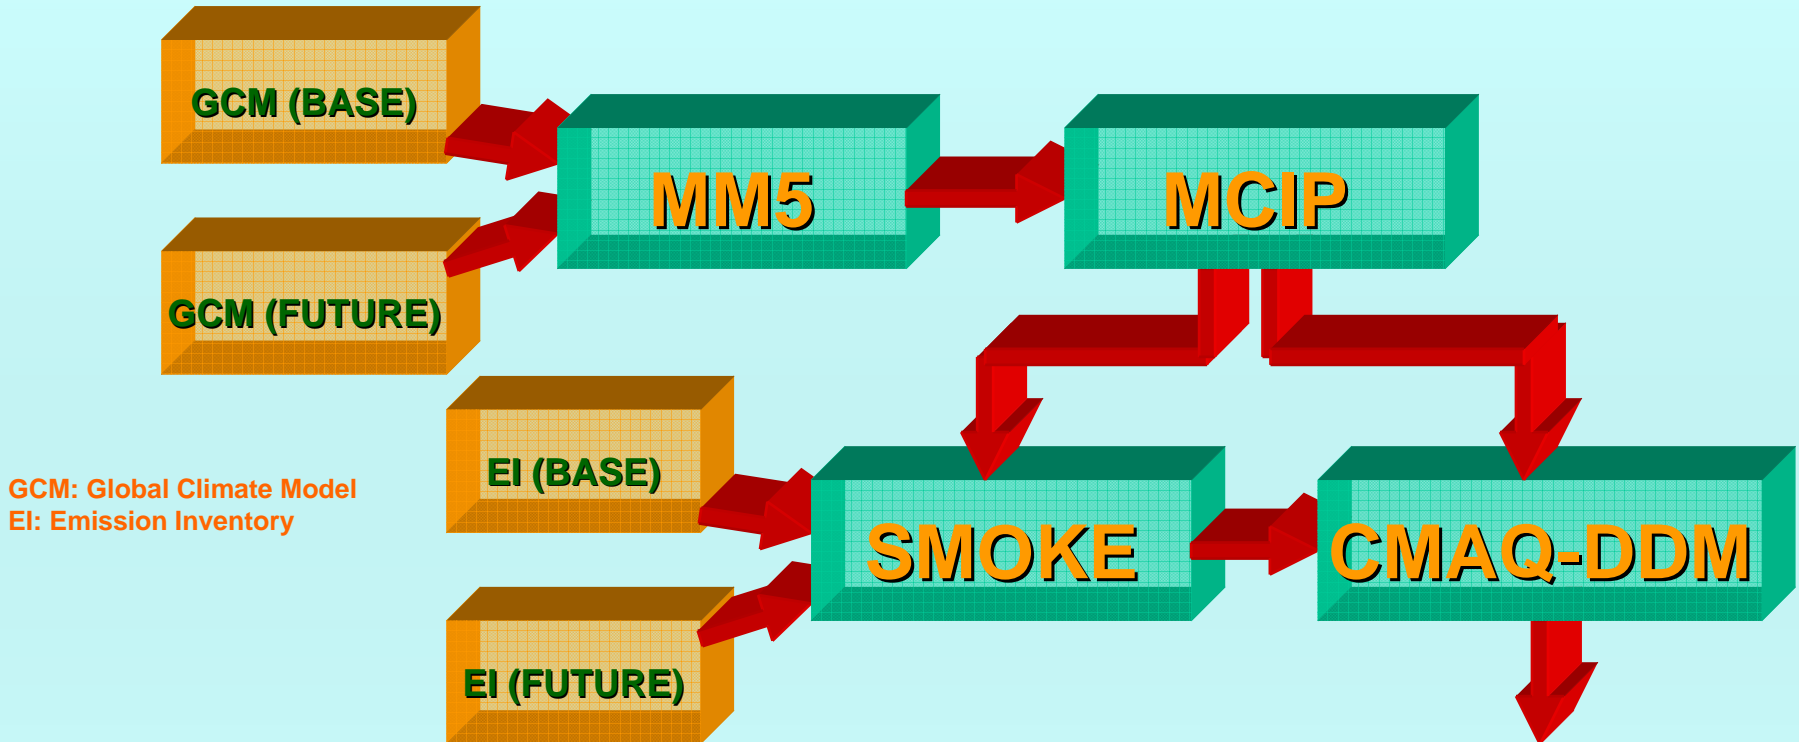 GCM (BASE)
MM5
MCIP
GCM (FUTURE)
EI (BASE)
GCM: Global Climate Model
EI: Emission Inventory
SMOKE
CMAQ-DDM
EI (FUTURE)